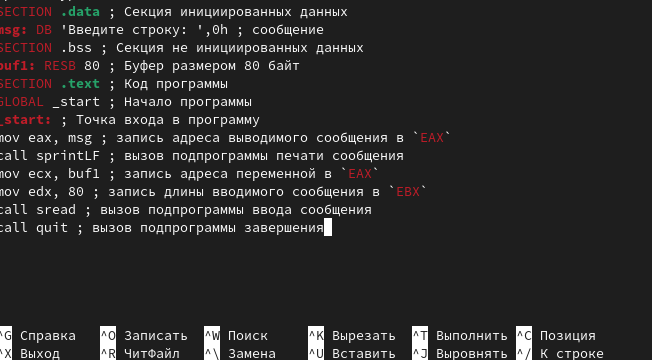 SECTION .data ; Секция инициированных данных
msg: DB 'Введите строку: ',0h ; сообщение
SECTION .bss ; Секция не инициированных данных
buf1: RESB 80 ; Буфер размером 80 байт
SECTION .text ; Код программы
GLOBAL _start ; Начало программы
_start: ; Точка входа в программу
mov eax, msg ; запись адреса выводимого сообщения в `EAX`
call sprintLF ; вызов подпрограммы печати сообщения
mov ecx, buf1 ; запись адреса переменной в `EAX`
mov edx, 80 ; запись длины вводимого сообщения в `EBX`
call sread ; вызов подпрограммы ввода сообщения
call quit ; вызов подпрограммы завершения
^G Справка ^O Записать ^W Поиск ^K Вырезать ^T Выполнить ^C Позиция
^X Выход ^R ЧитФайл ^\ Замена ^U Вставить ^J Выровнять ^/ К строке